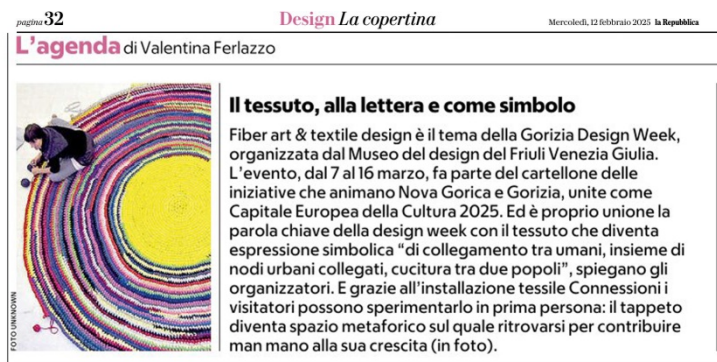 pagina 32
Design La copertina
Mercoledì, 12 febbraio 2025 la Repubblica
L'agenda di Valentina Ferlazzo
Il tessuto, alla lettera e come simbolo
Fiber art & textile design è il tema della Gorizia Design Week,
organizzata dal Museo del design del Friuli Venezia Giulia.
L'evento, dal 7 al 16 marzo, fa parte del cartellone delle
iniziative che animano Nova Gorica e Gorizia, unite come
Capitale Europea della Cultura 2025. Ed è proprio unione la
parola chiave della design week con il tessuto che diventa
espressione simbolica “di collegamento tra umani, insieme di
nodi urbani collegati, cucitura tra due popoli”, spiegano gli
organizzatori. E grazie all'installazione tessile Connessioni i
visitatori possono sperimentarlo in prima persona: il tappeto
diventa spazio metaforico sul quale ritrovarsi per contribuire
man mano alla sua crescita (in foto).
FOTO UNKNOWN